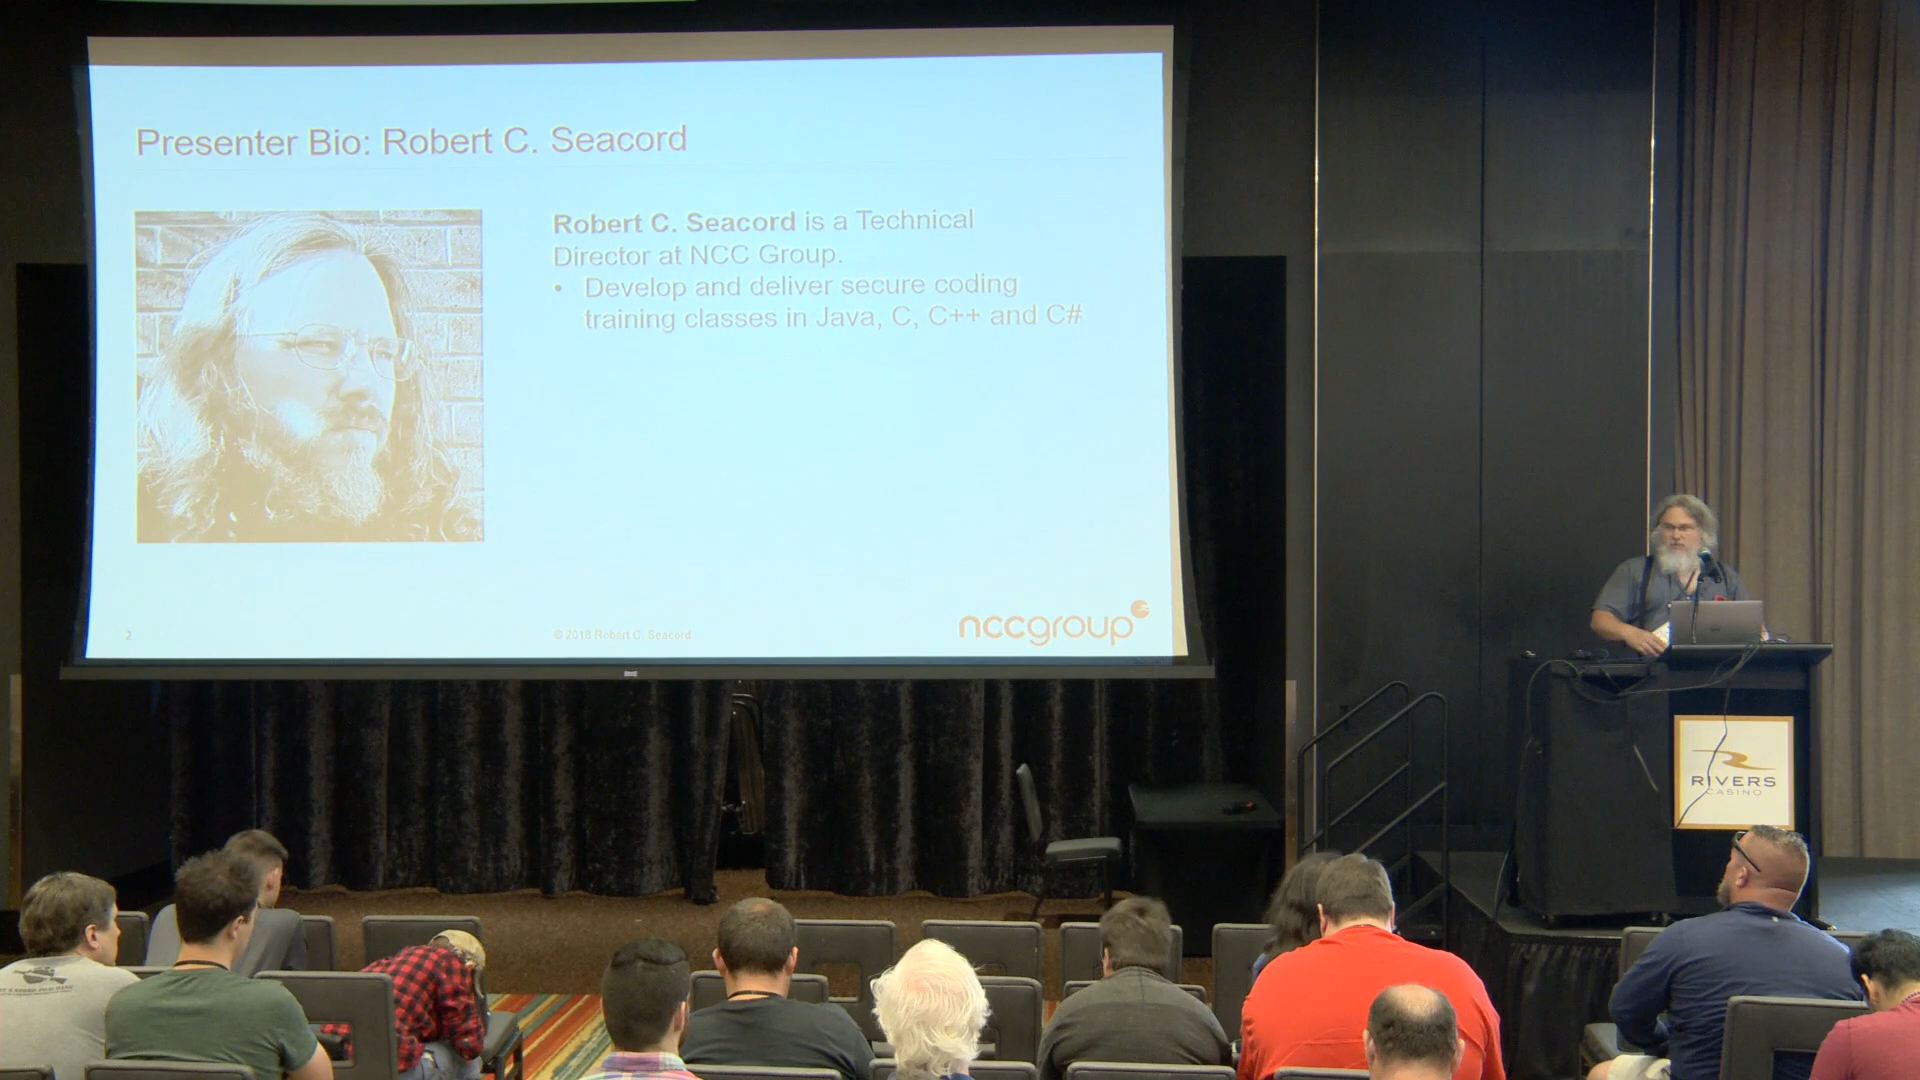 Presenter Bio: Robert C. Seacord
Robert C. Seacord is a Technical
Director at NCC Group.
• Develop and deliver secure coding
training classes in Java, C, C++ and C#
2
© 2018 Robert C. Seacord
nccgroup
RIVERS
CASINO